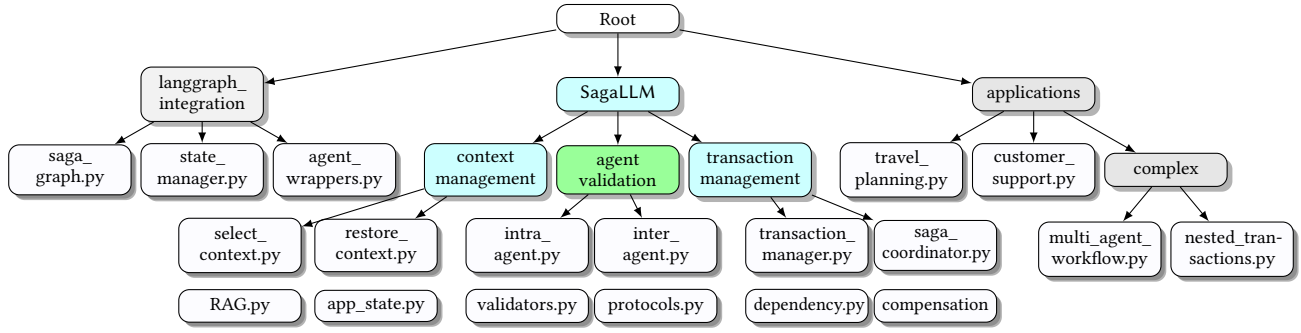 Root
langgraph_
integration
SagaLLM
applications
saga_
graph.py
state_
manager.py
agent_
wrappers.py
context
management
agent
validation
transaction
management
travel_
planning.py
customer_
support.py
complex
select_
context.py
restore_
context.py
intra_
agent.py
inter_
agent.py
transaction_
manager.py
saga_
coordinator.py
multi_agent_
workflow.py
nested_tran-
sactions.py
RAG.py
app_state.py
validators.py
protocols.py
dependency.py
compensation